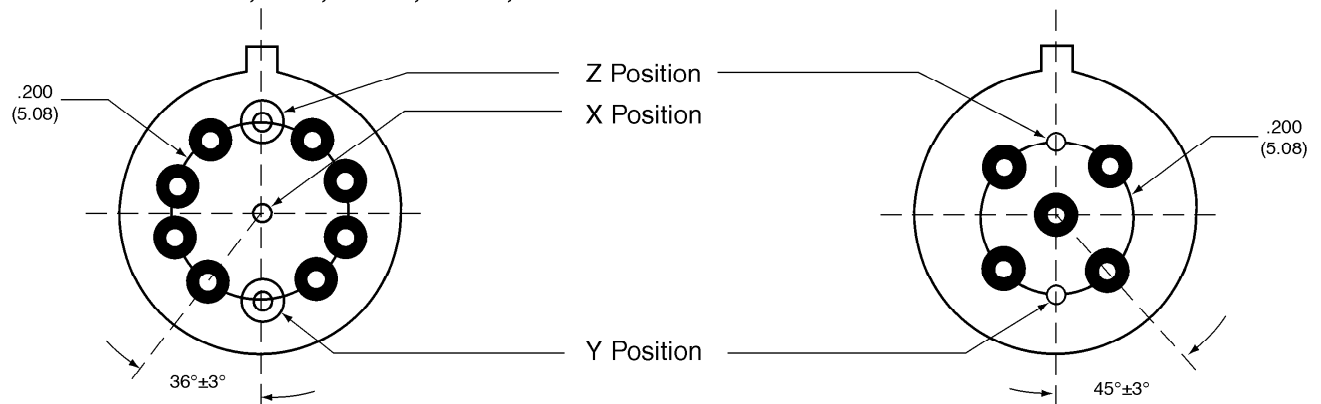 Z Position
.200
(5.08)
X Position
.200
(5.08)
Y Position
36°±3°
45°±3°